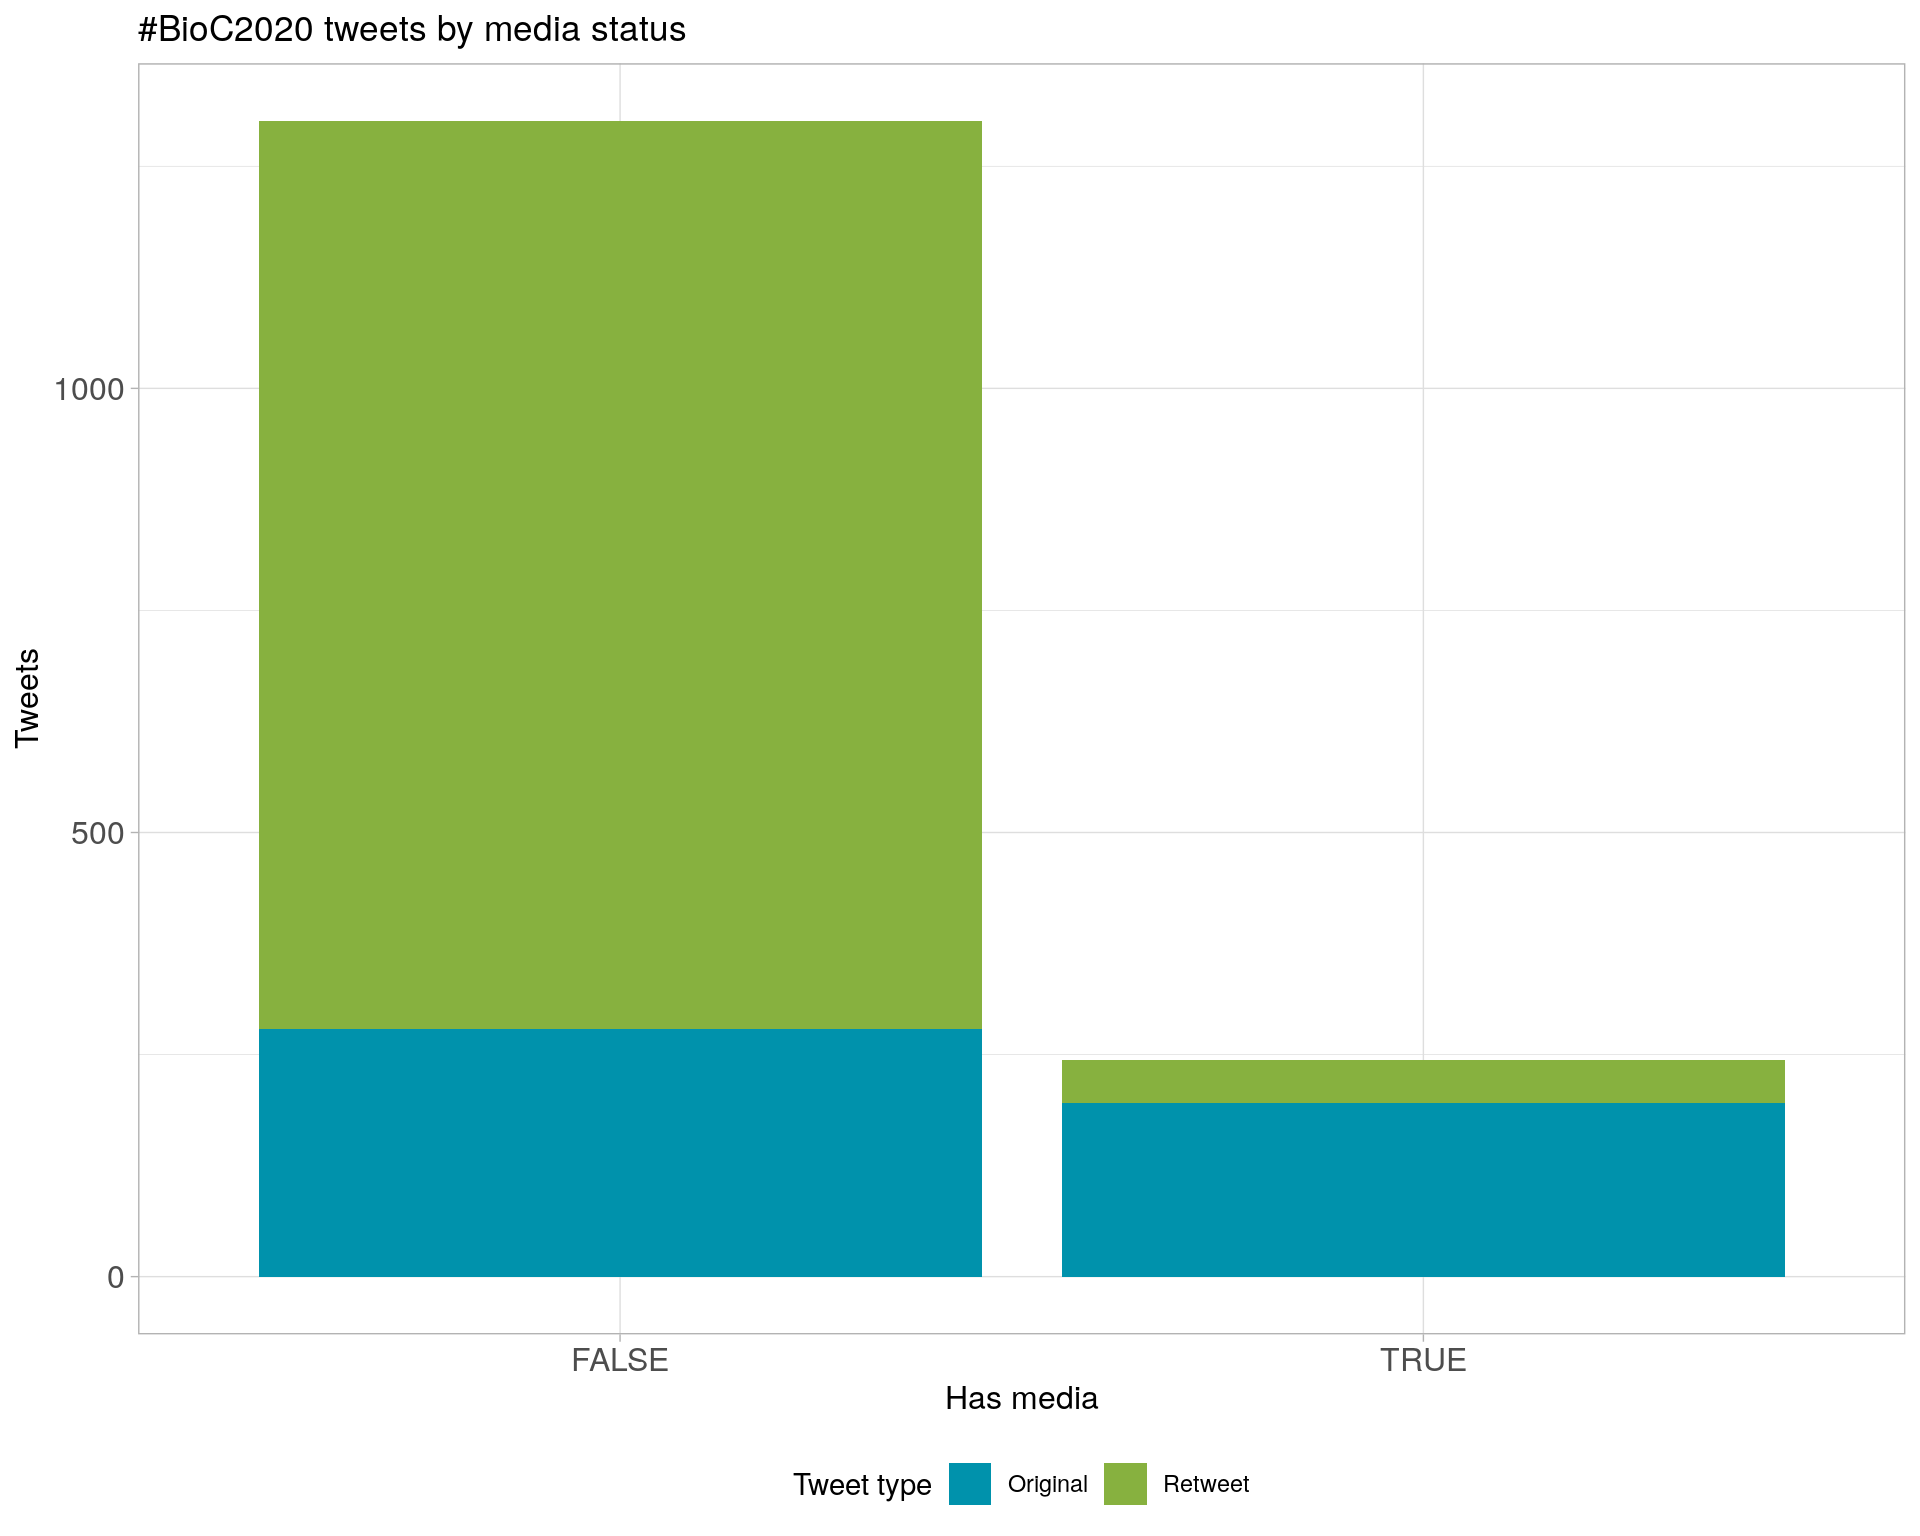 #BioC2020 tweets by media status
Tweets
1000
500
0
FALSE TRUE
Has media
Tweet type Original Retweet